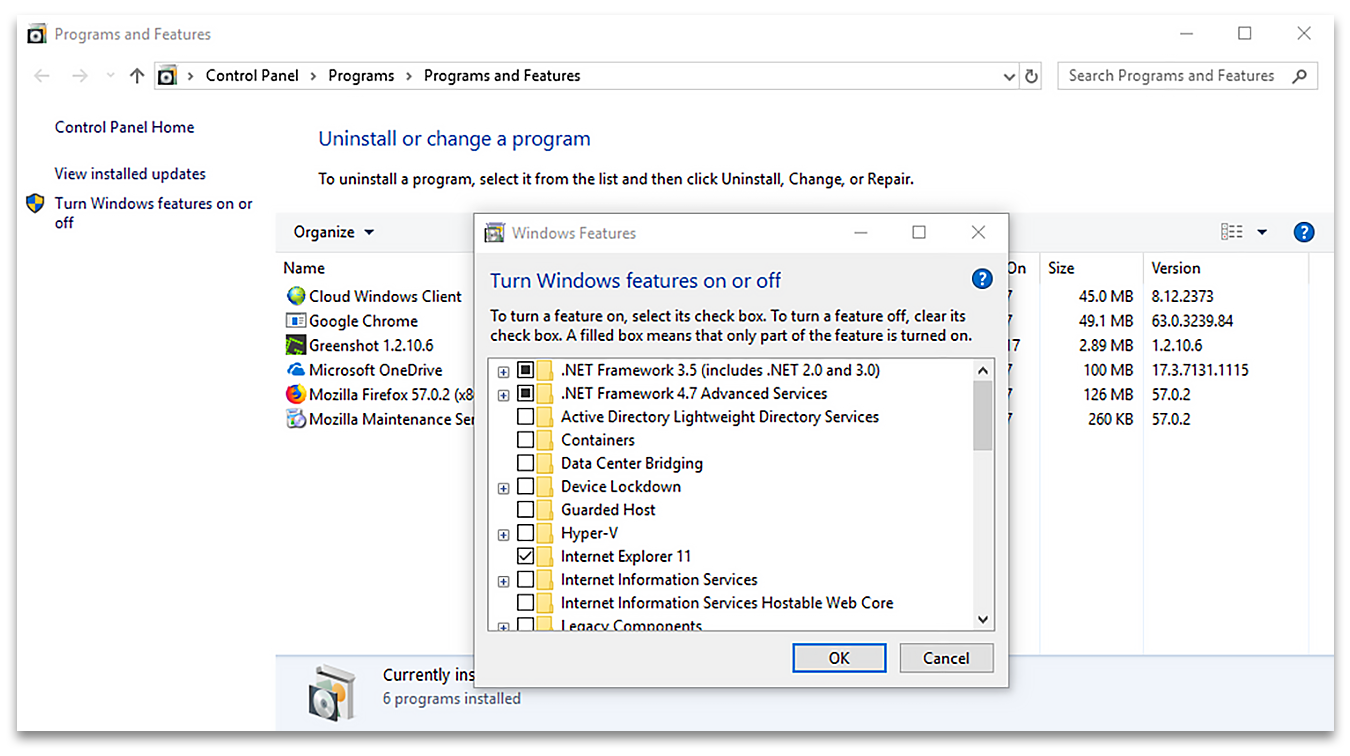 Programs and Features
Control Panel > Programs > Programs and Features
Search Programs and Features
Control Panel Home
View installed updates
Turn Windows features on or
off
Uninstall or change a program
To uninstall a program, select it from the list and then click Uninstall, Change, or Repair.
Organize
Name
On Size Version
Cloud Windows Client
7 45.0 MB 8.12.2373
Google Chrome
7 49.1 MB 63.0.3239.84
Greenshot 1.2.10.6
17 2.89 MB 1.2.10.6
Microsoft OneDrive
7 100 MB 17.3.7131.1115
Mozilla Firefox 57.0.2 (x8
7 126 MB 57.0.2
Mozilla Maintenance Ser
7 260 KB 57.0.2
Currently ins
6 programs installed
Windows Features
Turn Windows features on or off
To turn a feature on, select its check box. To turn a feature off, clear its
check box. A filled box means that only part of the feature is turned on.
.NET Framework 3.5 (includes .NET 2.0 and 3.0)
.NET Framework 4.7 Advanced Services
Active Directory Lightweight Directory Services
Containers
Data Center Bridging
Device Lockdown
Guarded Host
Hyper-V
Internet Explorer 11
Internet Information Services
Internet Information Services Hostable Web Core
Legacy Components
OK
Cancel